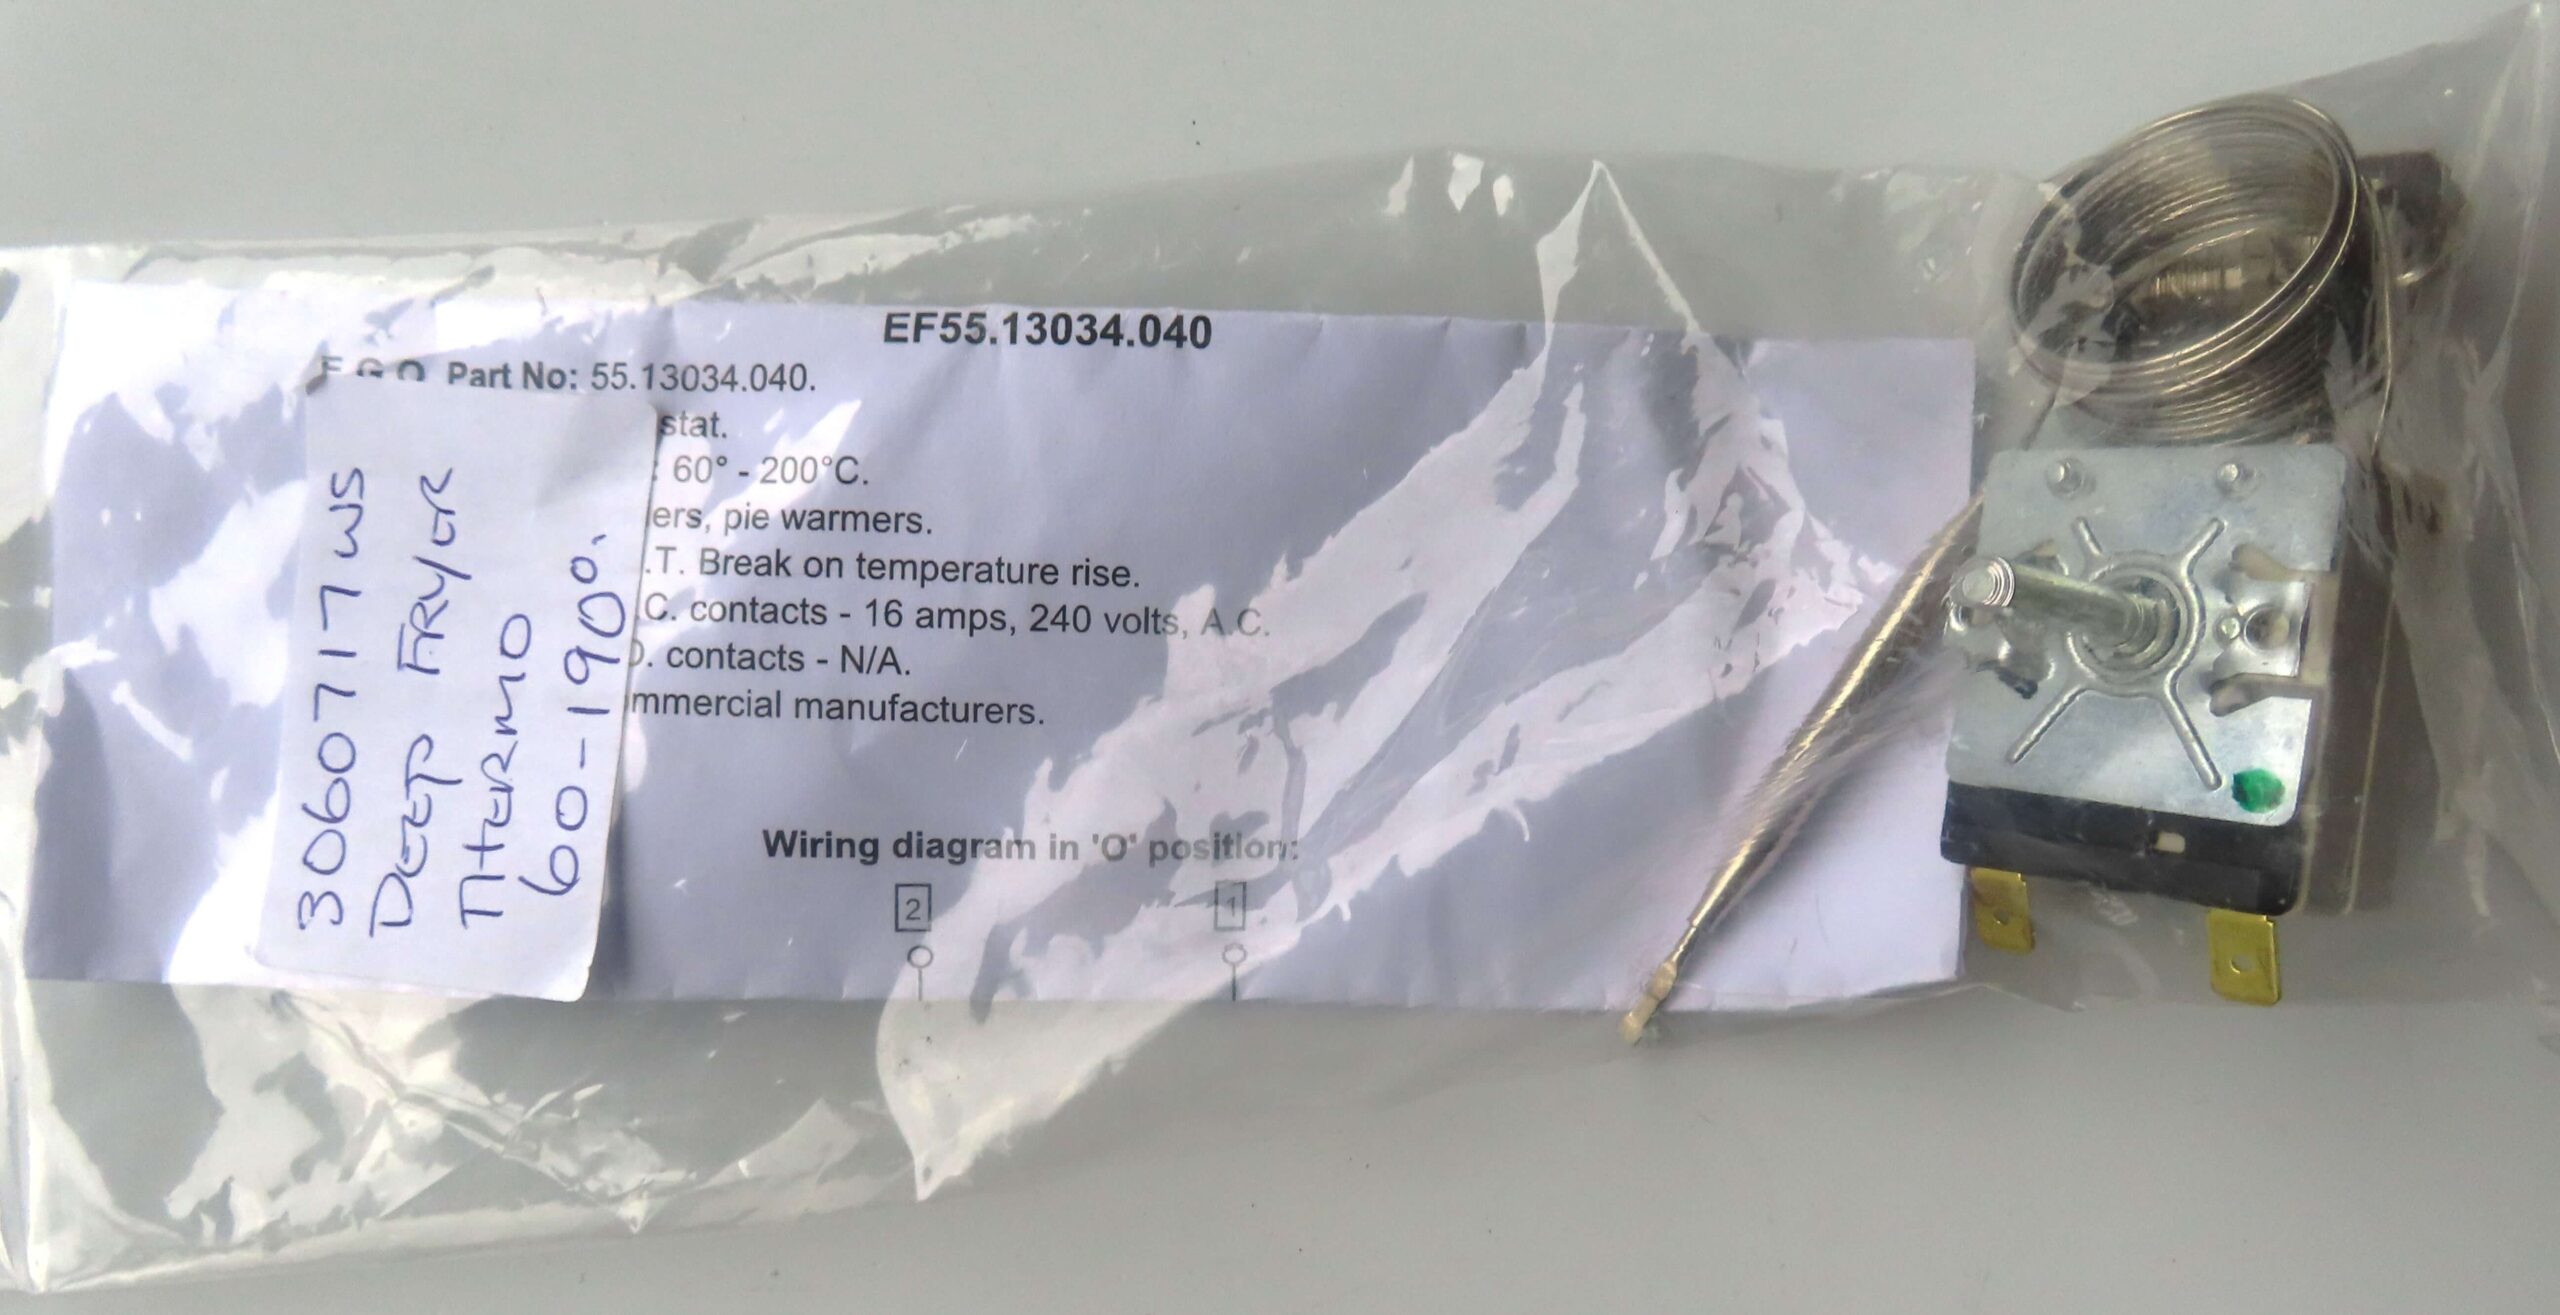 EF55.13034.040
E.G.O. Part No: 55.13034.040.
stat.
: 60° - 200°C.
ers, pie warmers.
.T. Break on temperature rise.
.C. contacts - 16 amps, 240 volts, A.C.
. contacts - N/A.
mmercial manufacturers.
Wiring diagram in 'O' position:
2 1
3060717WS
DEEP FRYER
THERMO
60-190°.